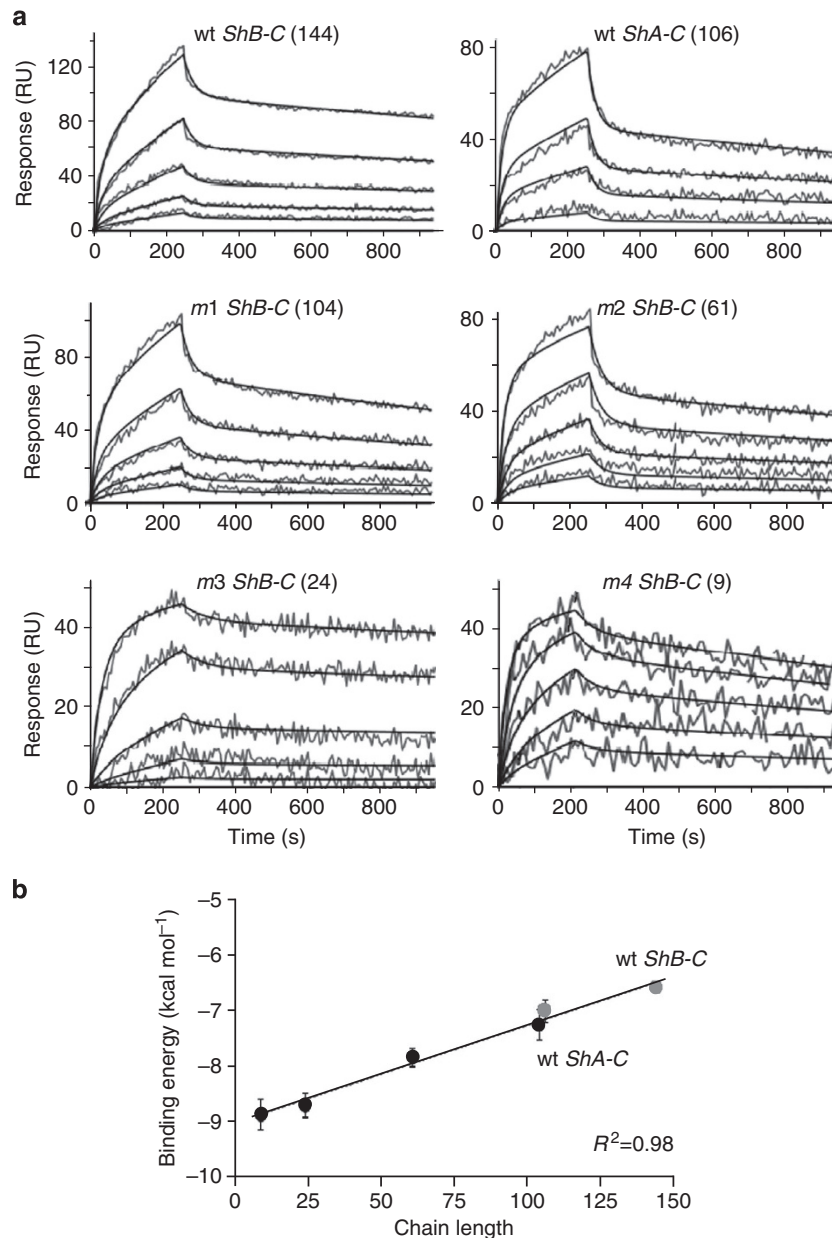 a
wt ShB-C (144)
Response (RU)
120
80
40
0
0 200 400 600 800
wt ShA-C (106)
80
40
0
0 200 400 600 800
m1 ShB-C (104)
Response (RU)
80
40
0
0 200 400 600 800
m2 ShB-C (61)
80
40
0
0 200 400 600 800
m3 ShB-C (24)
Response (RU)
40
20
0
0 200 400 600 800
Time (s)
m4 ShB-C (9)
40
20
0
0 200 400 600 800
Time (s)
b
Binding energy (kcal mol–1)
–5
–6
–7
–8
–9
–10
wt ShB-C
wt ShA-C
R2=0.98
0 25 50 75 100 125 150
Chain length